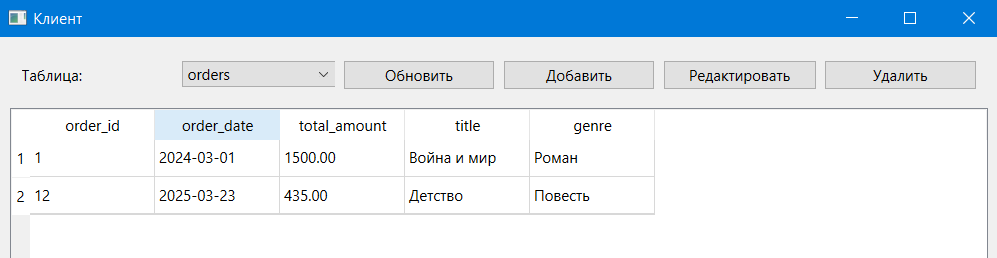 Клиент
Таблица: orders Обновить Добавить Редактировать Удалить
order_id order_date total_amount title genre
1 1 2024-03-01 1500.00 Война и мир Роман
2 12 2025-03-23 435.00 Детство Повесть